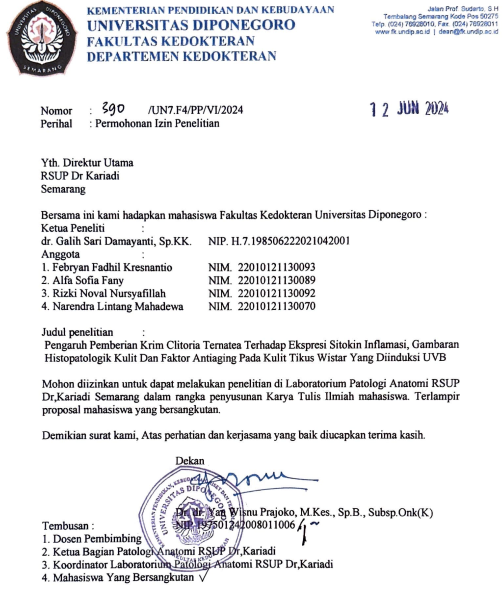 KEMENTERIAN PENDIDIKAN DAN KEBUDAYAAN
UNIVERSITAS DIPONEGORO
FAKULTAS KEDOKTERAN
DEPARTEMEN KEDOKTERAN
Jalan Prof. Sudarto, S.H
Tembalang Semarang Kode Pos 50275
Telp. (024) 76928010, Fax. (024) 76928011
www.fk.undip.ac.id | dean@fk.undip.ac.id
UNIVERSITAS DIPONEGORO
SEMARANG
Nomor : 390 /UN7.F4/PP/VI/2024
12 JUN 2024
Perihal : Permohonan Izin Penelitian
Yth. Direktur Utama
RSUP Dr Kariadi
Semarang
Bersama ini kami hadapkan mahasiswa Fakultas Kedokteran Universitas Diponegoro :
Ketua Peneliti :
dr. Galih Sari Damayanti, Sp.KK. NIP. H.7.198506222021042001
Anggota :
1. Febryan Fadhil Kresnantio NIM. 22010121130093
2. Alfa Sofia Fany NIM. 22010121130089
3. Rizki Noval Nursyafillah NIM. 22010121130092
4. Narendra Lintang Mahadewa NIM. 22010121130070
Judul penelitian :
Pengaruh Pemberian Krim Clitoria Ternatea Terhadap Ekspresi Sitokin Inflamasi, Gambaran
Histopatologik Kulit Dan Faktor Antiaging Pada Kulit Tikus Wistar Yang Diinduksi UVB
Mohon diizinkan untuk dapat melakukan penelitian di Laboratorium Patologi Anatomi RSUP
Dr,Kariadi Semarang dalam rangka penyusunan Karya Tulis Ilmiah mahasiswa. Terlampir
proposal mahasiswa yang bersangkutan.
Demikian surat kami, Atas perhatian dan kerjasama yang baik diucapkan terima kasih.
Dekan
UNIVERSITAS DIPONEGORO
Dr. dr. Yan Wisnu Prajoko, M.Kes., Sp.B., Subsp.Onk(K)
NIP 197501242008011006
Tembusan :
1. Dosen Pembimbing
2. Ketua Bagian Patologi Anatomi RSUP Dr,Kariadi
3. Koordinator Laboratorium Patologi Anatomi RSUP Dr,Kariadi
4. Mahasiswa Yang Bersangkutan √